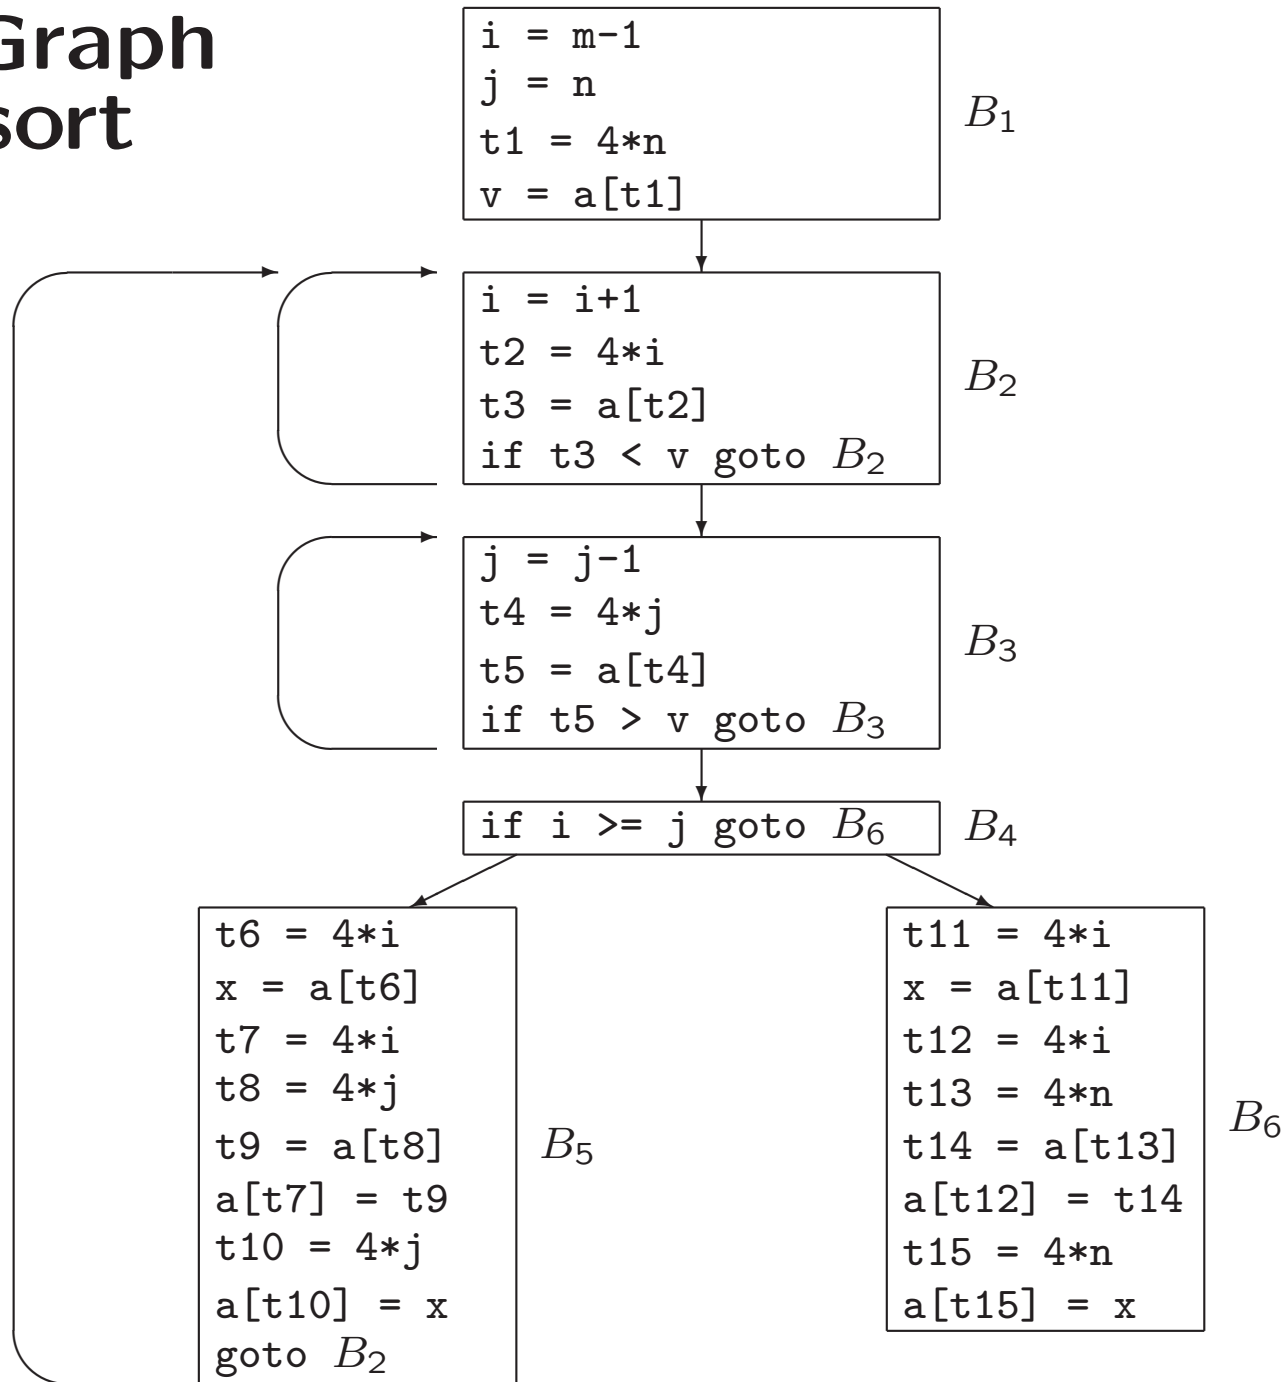 Graph
sort
i = m-1
j = n
t1 = 4*n
v = a[t1]
B1
i = i+1
t2 = 4*i
t3 = a[t2]
if t3 < v goto B2
B2
j = j-1
t4 = 4*j
t5 = a[t4]
if t5 > v goto B3
B3
if i >= j goto B6
B4
t6 = 4*i
x = a[t6]
t7 = 4*i
t8 = 4*j
t9 = a[t8]
a[t7] = t9
t10 = 4*j
a[t10] = x
goto B2
B5
t11 = 4*i
x = a[t11]
t12 = 4*i
t13 = 4*n
t14 = a[t13]
a[t12] = t14
t15 = 4*n
a[t15] = x
B6